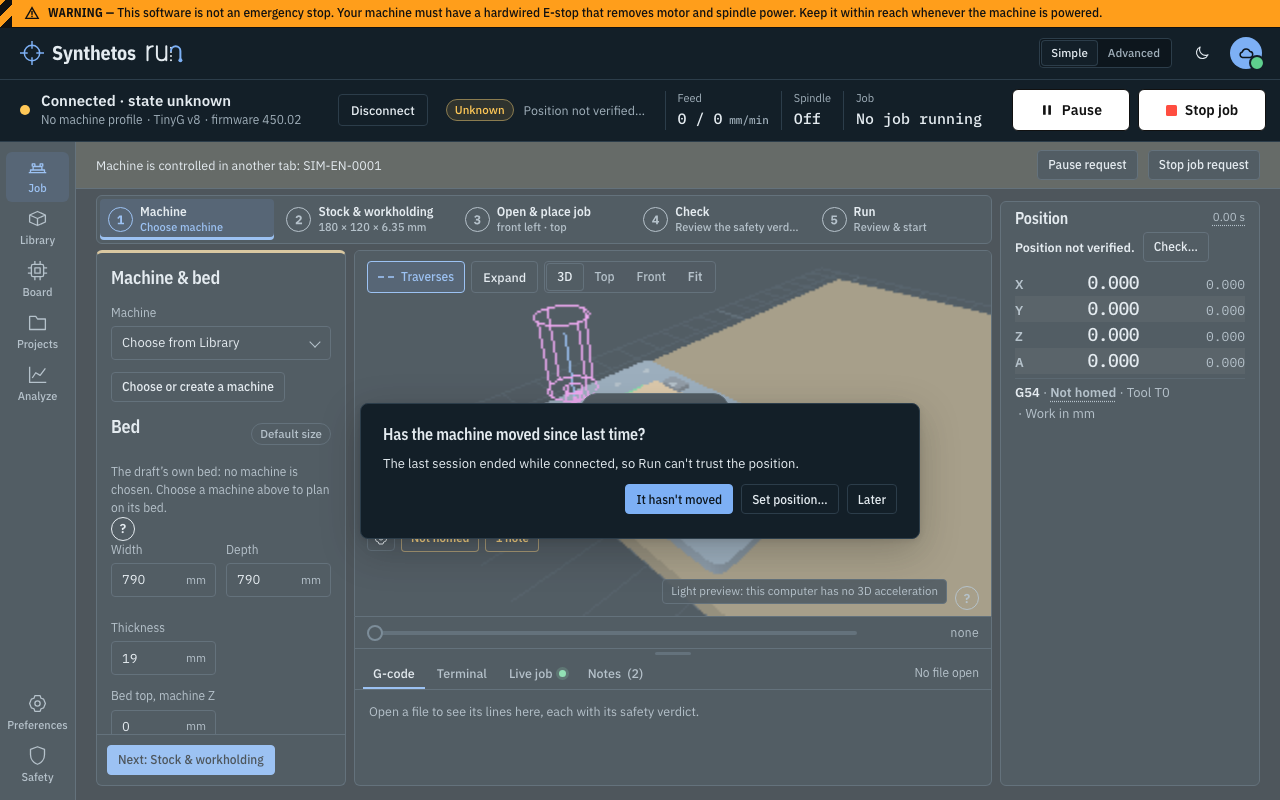 WARNING — This software is not an emergency stop. Your machine must have a hardwired E-stop that removes motor and spindle power. Keep it within reach whenever the machine is powered.
Synthetos run
Simple
Advanced
Connected · state unknown
No machine profile · TinyG v8 · firmware 450.02
Disconnect
Unknown
Position not verified...
Feed
0 / 0 mm/min
Spindle
Off
Job
No job running
Pause
Stop job
Machine is controlled in another tab: SIM-EN-0001
Pause request
Stop job request
Job
Library
Board
Projects
Analyze
Preferences
Safety
1
Machine
Choose machine
2
Stock & workholding
180 × 120 × 6.35 mm
3
Open & place job
front left · top
4
Check
Review the safety verd...
5
Run
Review & start
Machine & bed
Machine
Choose from Library
Choose or create a machine
Bed
Default size
The draft's own bed: no machine is
chosen. Choose a machine above to plan
on its bed.
?
Width
Depth
790 mm
790 mm
Thickness
19 mm
Bed top, machine Z
0 mm
Next: Stock & workholding
Traverses
Expand
3D
Top
Front
Fit
Has the machine moved since last time?
The last session ended while connected, so Run can't trust the position.
It hasn't moved
Set position...
Later
Not homed
1 note
Light preview: this computer has no 3D acceleration
?
none
G-code
Terminal
Live job
Notes (2)
No file open
Open a file to see its lines here, each with its safety verdict.
Position
0.00 s
Position not verified.
Check...
X 0.000 0.000
Y 0.000 0.000
Z 0.000 0.000
A 0.000 0.000
G54 · Not homed · Tool T0
· Work in mm